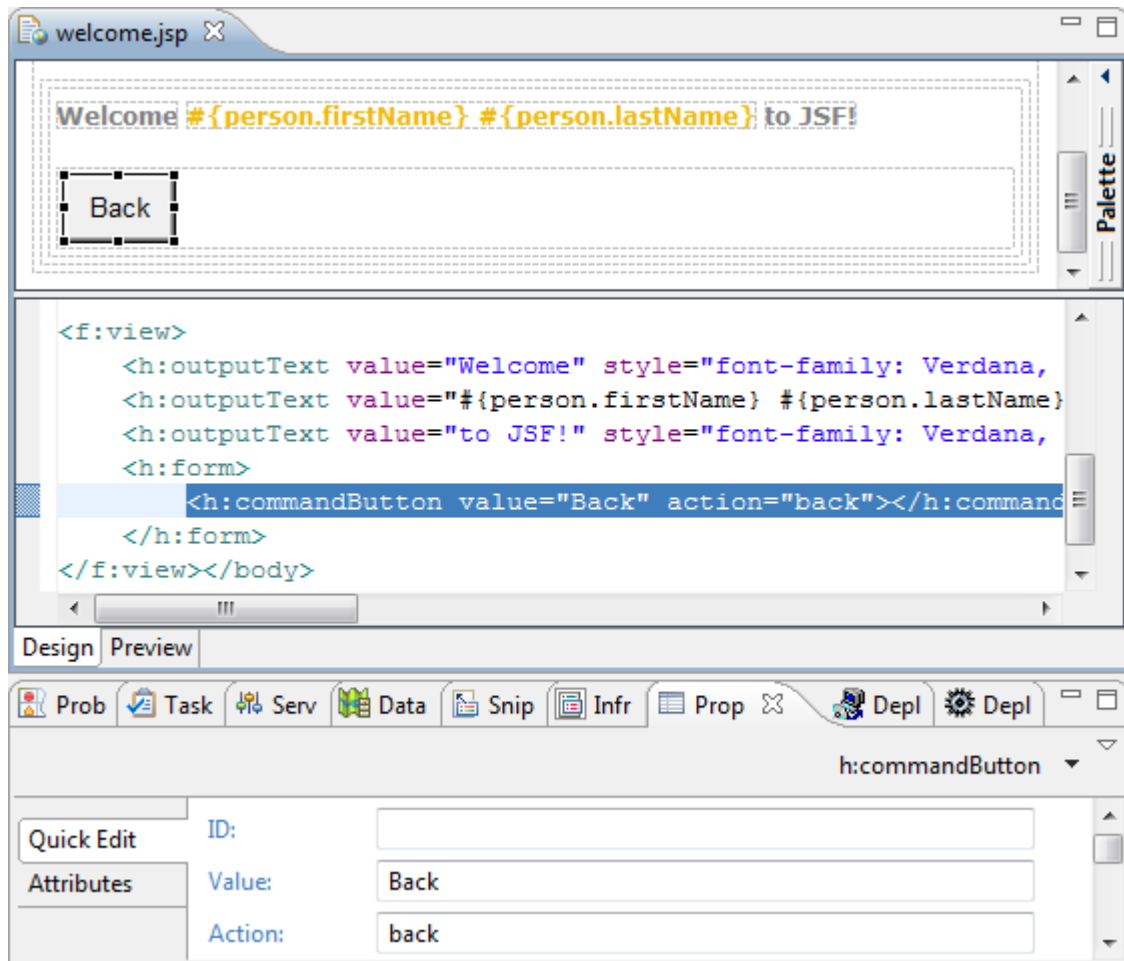 welcome.jsp
Welcome #{person.firstName} #{person.lastName} to JSF!
Back
Palette
<f:view>
<h:outputText value="Welcome" style="font-family: Verdana,
<h:outputText value="#{person.firstName} #{person.lastName}
<h:outputText value="to JSF!" style="font-family: Verdana,
<h:form>
<h:commandButton value="Back" action="back"></h:command
</h:form>
</f:view></body>
Design Preview
Prob Task Serv Data Snip Infr Prop Depl Depl
h:commandButton
Quick Edit
Attributes
ID:
Value: Back
Action: back